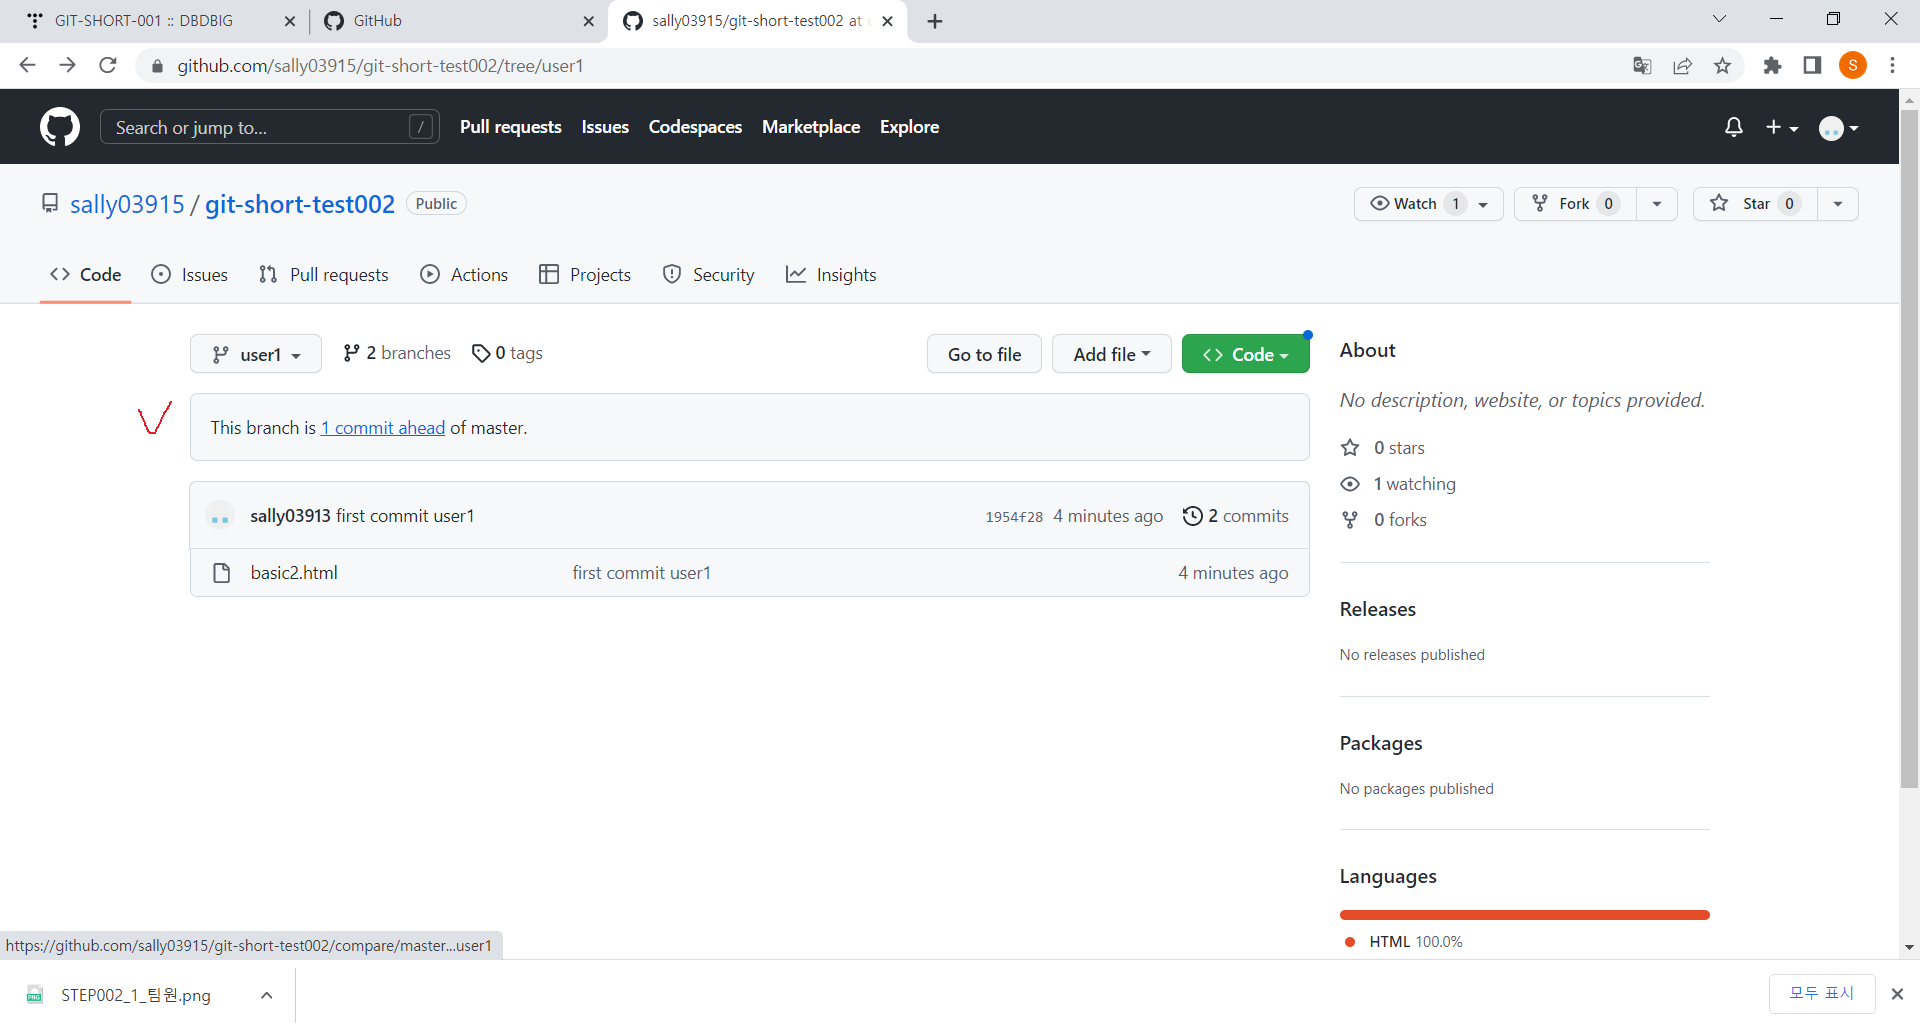 GIT-SHORT-001 :: DBDBIG
GitHub
sally03915/git-short-test002 at
github.com/sally03915/git-short-test002/tree/user1
S
Search or jump to...
/
Pull requests
Issues
Codespaces
Marketplace
Explore
sally03915 / git-short-test002
Public
Watch 1
Fork 0
Star 0
Code
Issues
Pull requests
Actions
Projects
Security
Insights
user1
2 branches
0 tags
Go to file
Add file
Code
This branch is 1 commit ahead of master.
sally03913 first commit user1
1954f28 4 minutes ago
2 commits
basic2.html
first commit user1
4 minutes ago
About
No description, website, or topics provided.
0 stars
1 watching
0 forks
Releases
No releases published
Packages
No packages published
Languages
HTML 100.0%
https://github.com/sally03915/git-short-test002/compare/master...user1
PNG
STEP002_1_팀원.png
모두 표시